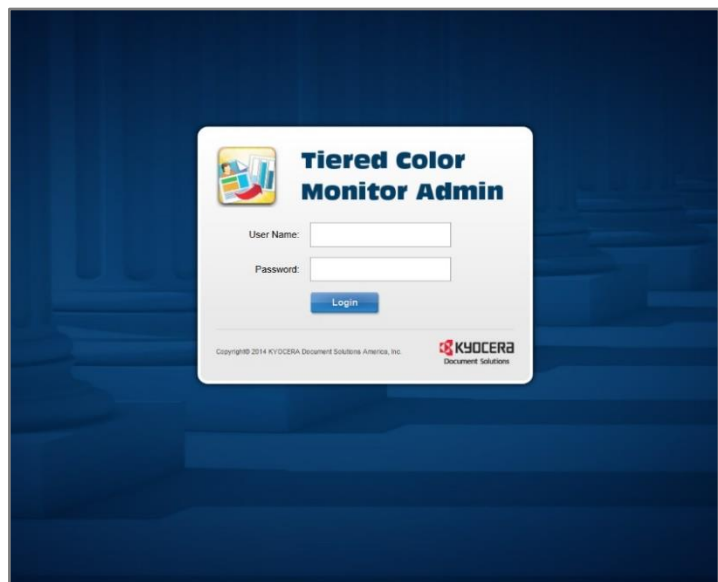 Tiered Color
Monitor Admin
User Name:
Password:
Login
Copyright© 2014 KYOCERA Document Solutions America, Inc.
KYOCERA
Document Solutions